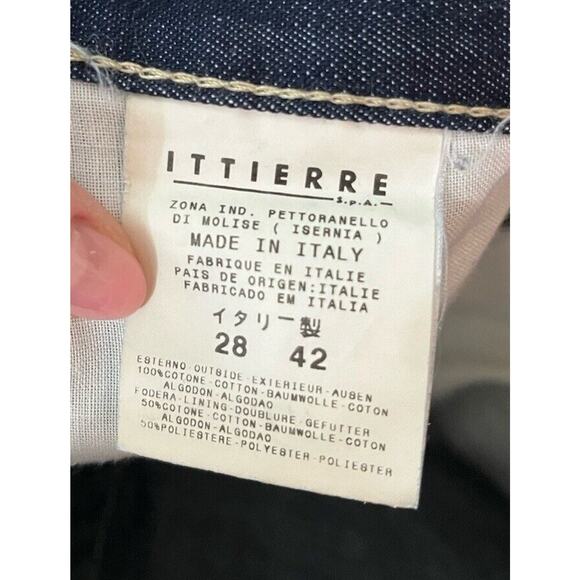 ITTIERRE
S.p.A.
ZONA IND. PETTORANELLO
DI MOLISE ( ISERNIA )
MADE IN ITALY
FABRIQUE EN ITALIE
PAIS DE ORIGEN:ITALIE
FABRICADO EM ITALIA
イタリー製
28 42
ESTERNO-OUTSIDE-EXTERIEUR-AUBEN
100%COTONE-COTTON-BAUMWOLLE-COTON
ALGODON-ALGODAO
FODERA-LINING-DOUBLURE-GEFUTTER
50%COTONE-COTTON-BAUMWOLLE-COTON
ALGODON-ALGODAO
50%POLIESTERE-POLYESTER-POLIESTER